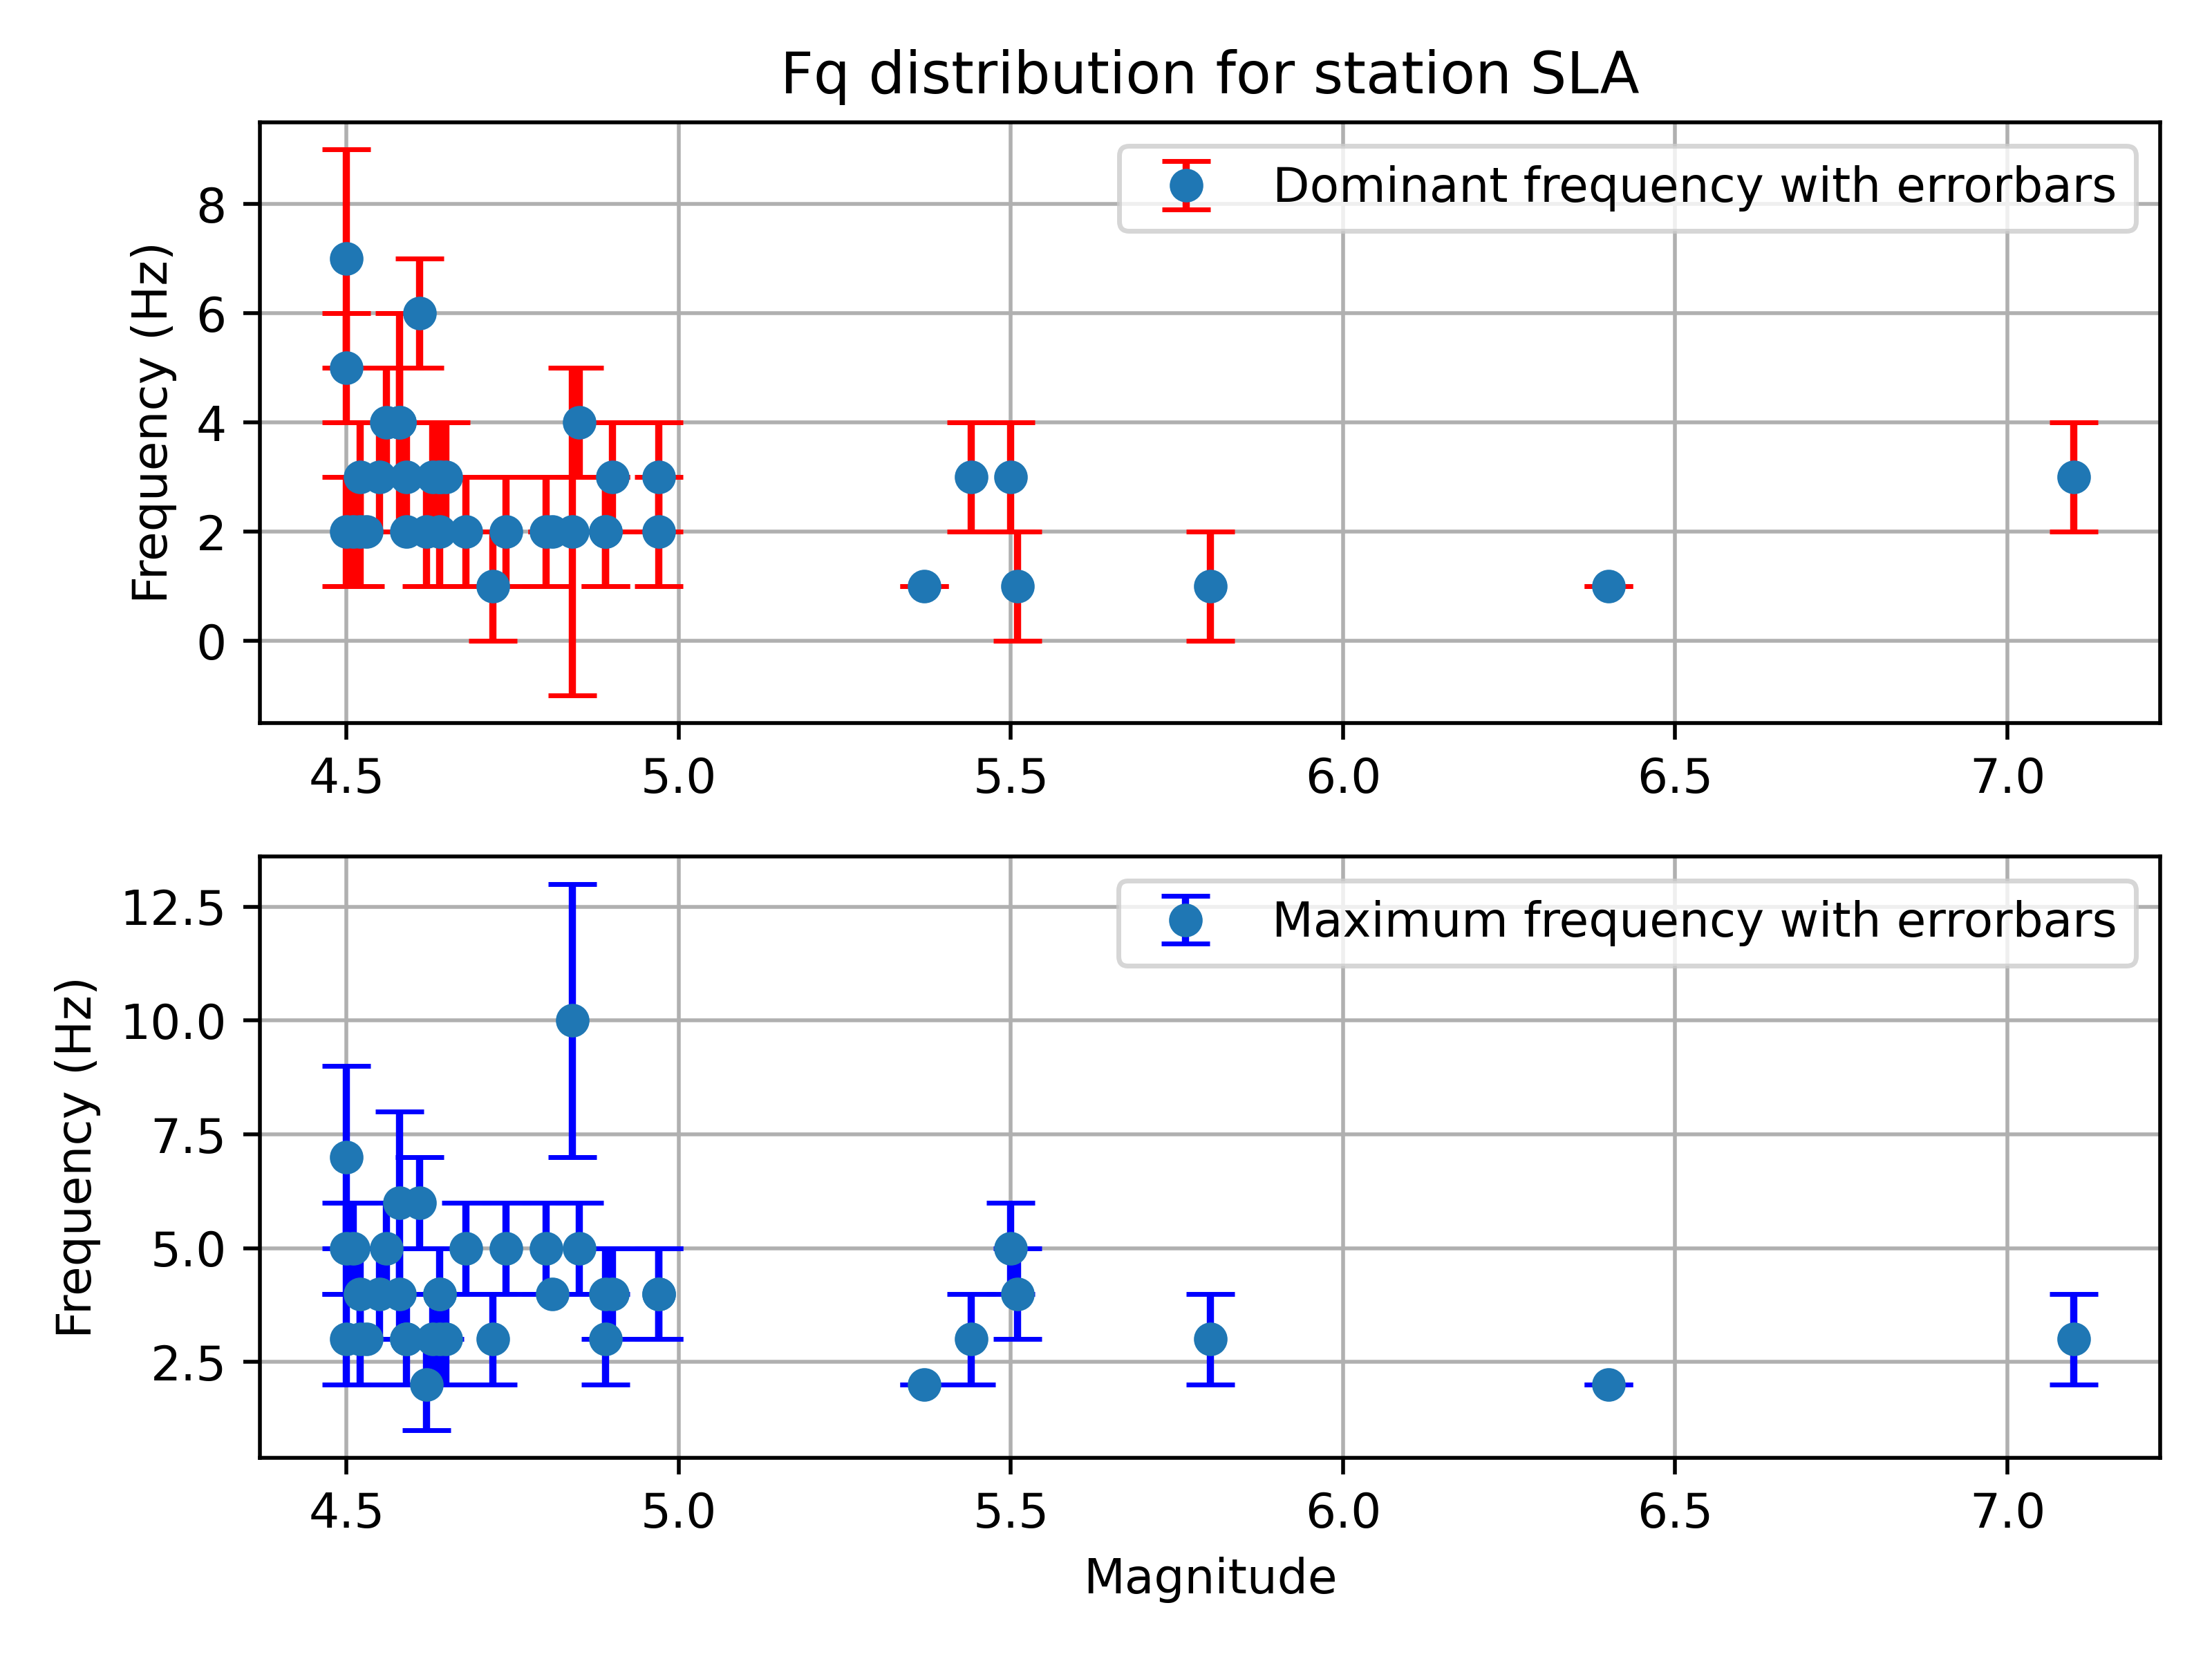 Fq distribution for station SLA
Dominant frequency with errorbars
Frequency (Hz)
8
6
4
2
0
4.5 5.0 5.5 6.0 6.5 7.0
Maximum frequency with errorbars
Frequency (Hz)
12.5
10.0
7.5
5.0
2.5
4.5 5.0 5.5 6.0 6.5 7.0
Magnitude